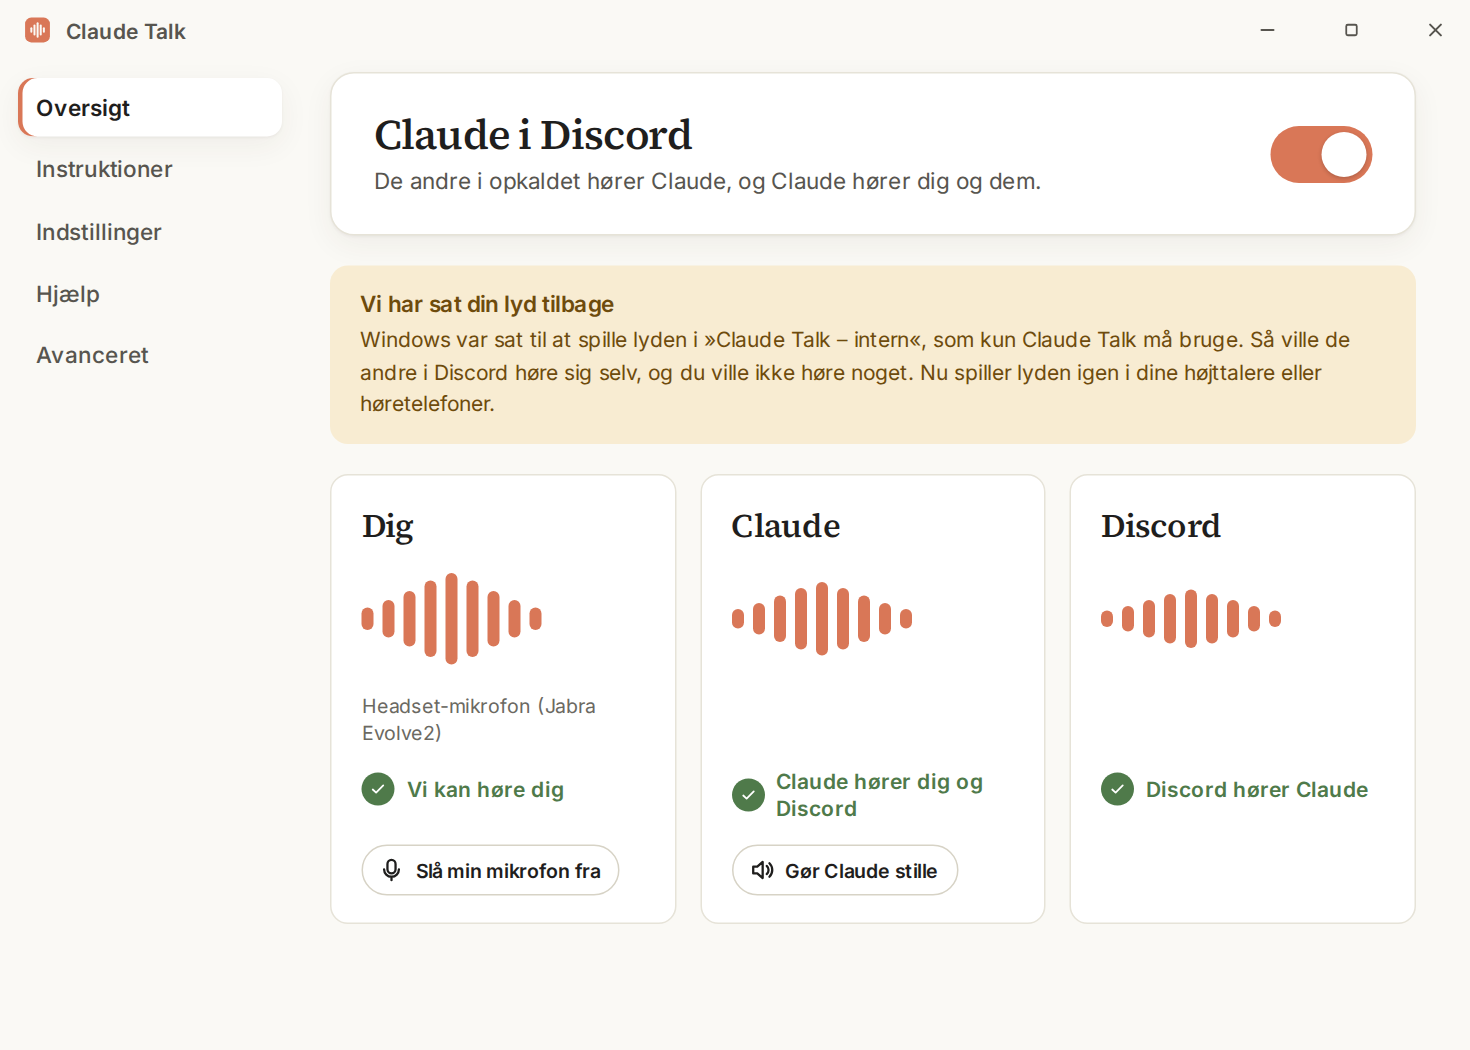 Claude Talk
Oversigt
Instruktioner
Indstillinger
Hjælp
Avanceret
Claude i Discord
De andre i opkaldet hører Claude, og Claude hører dig og dem.
Vi har sat din lyd tilbage
Windows var sat til at spille lyden i »Claude Talk – intern«, som kun Claude Talk må bruge. Så ville de
andre i Discord høre sig selv, og du ville ikke høre noget. Nu spiller lyden igen i dine højttalere eller
høretelefoner.
Dig
Headset-mikrofon (Jabra
Evolve2)
Vi kan høre dig
Slå min mikrofon fra
Claude
Claude hører dig og
Discord
Gør Claude stille
Discord
Discord hører Claude